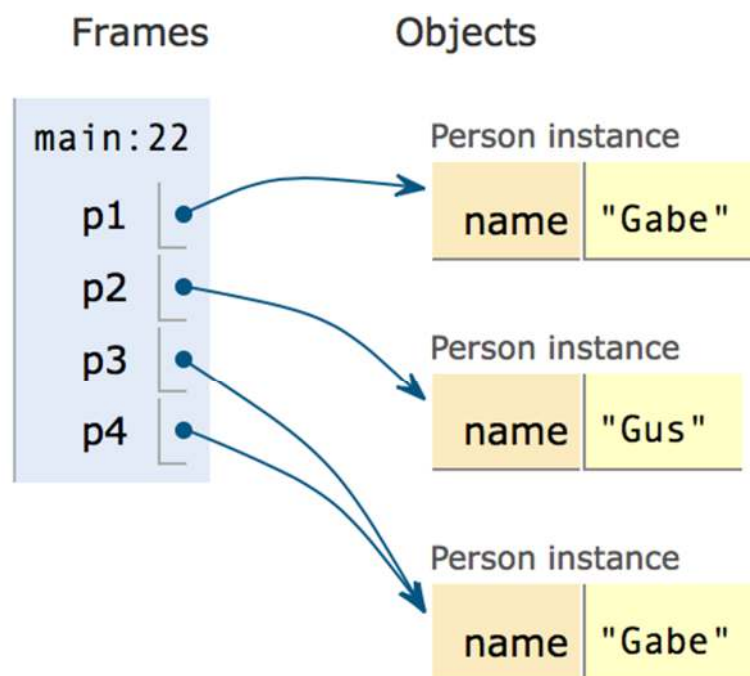 Frames
Objects
main:22
p1
p2
p3
p4
Person instance
name "Gabe"
Person instance
name "Gus"
Person instance
name "Gabe"